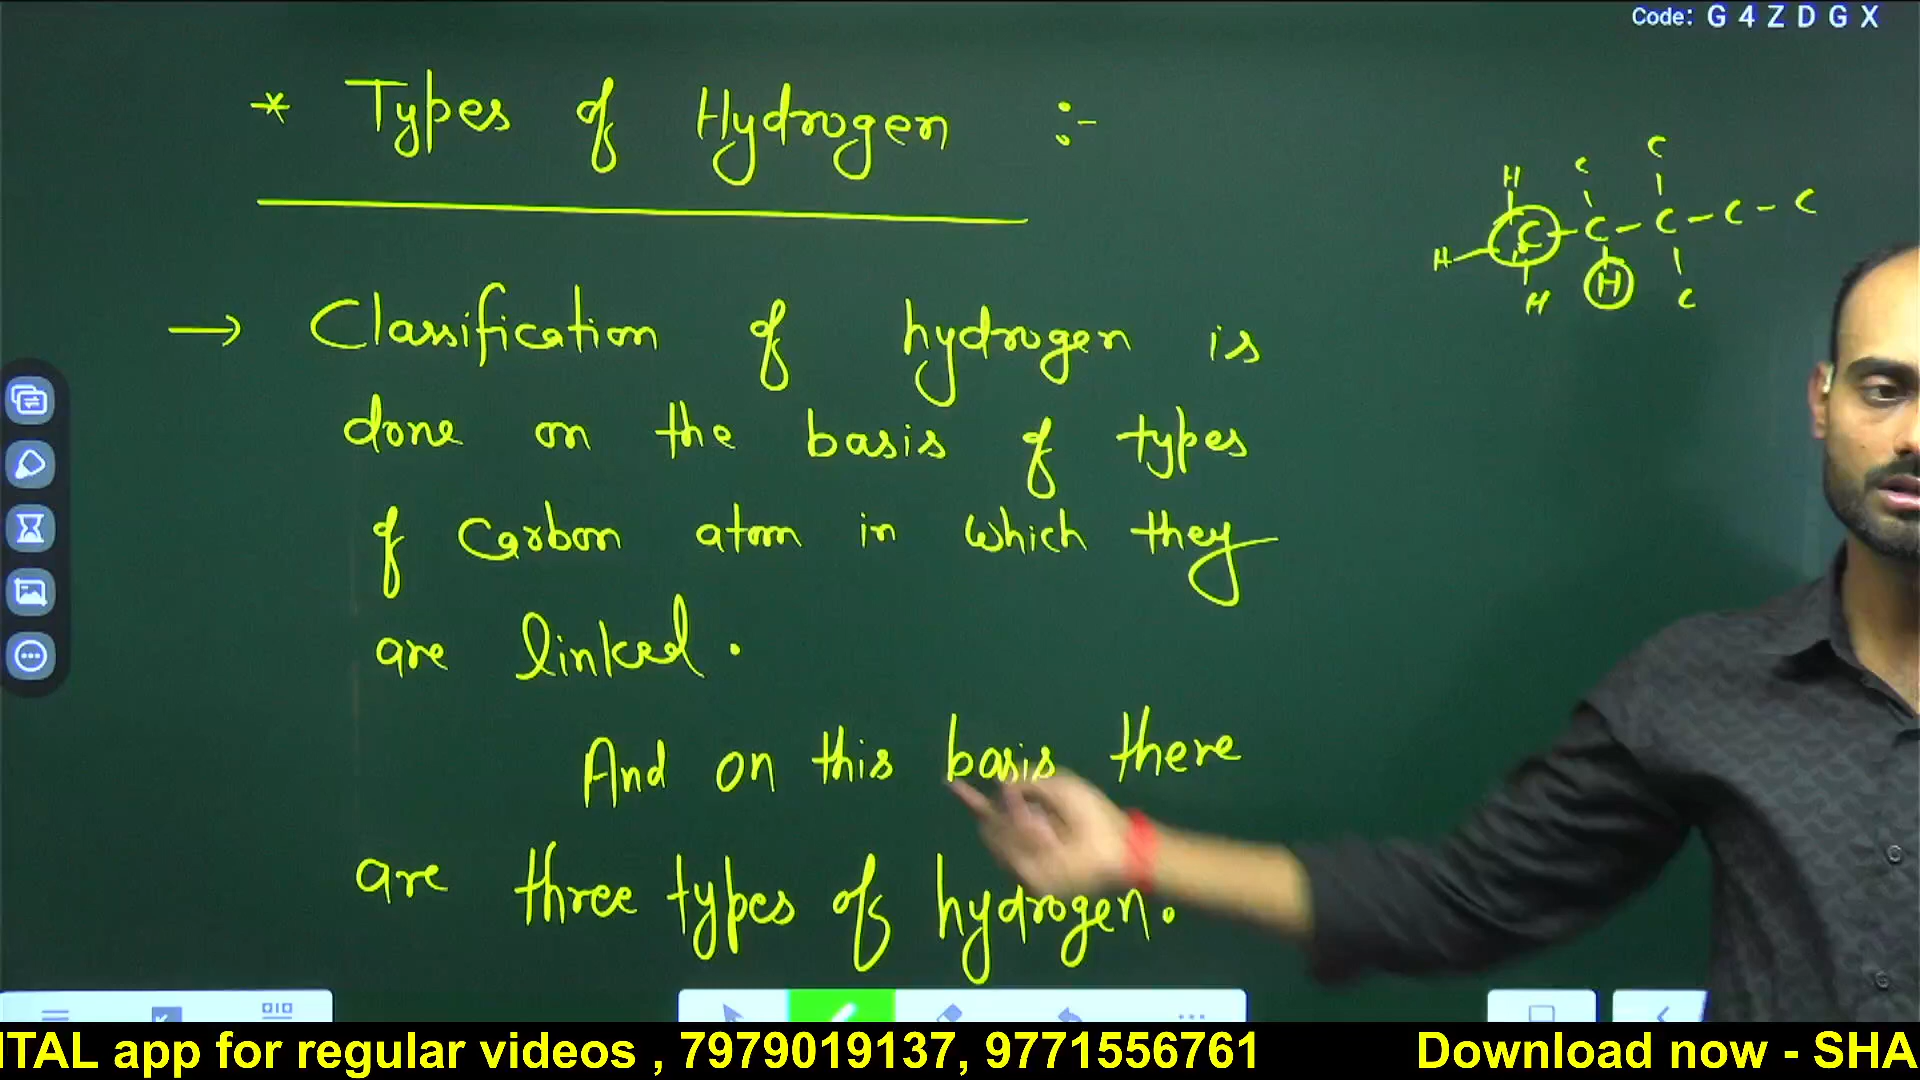 Code: G 4 Z D G X
* Types of Hydrogen :-
C C
H
C - C - C - C - C
H
H H C
→ Classification of hydrogen is
done on the basis of types
of carbon atom in which they
are linked.
And on this basis there
are three types of hydrogen.
ITAL app for regular videos , 7979019137, 9771556761 Download now - SHA